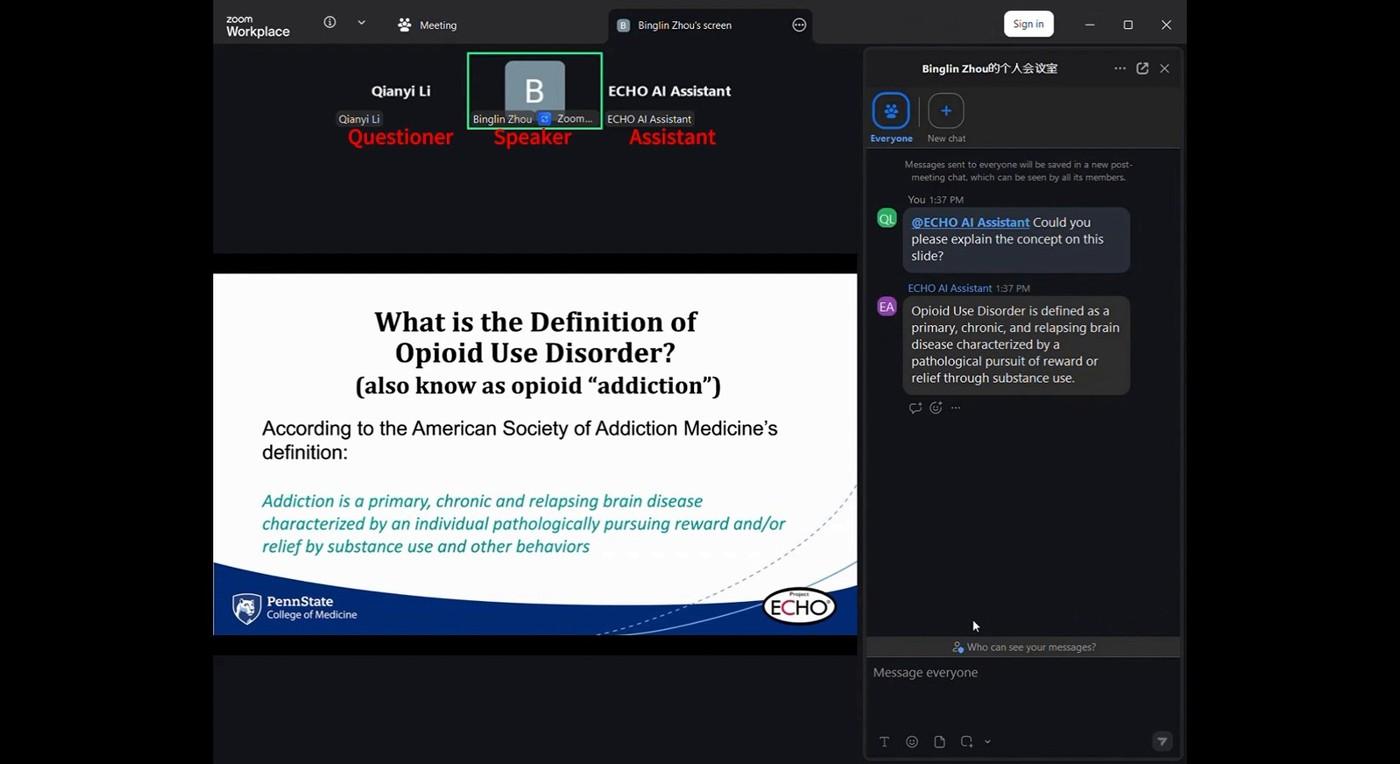 zoom
Workplace
Meeting
B
Binglin Zhou's screen
Sign in
Qianyi Li
Qianyi Li
Questioner
B
Binglin Zhou
Zoom...
Speaker
ECHO AI Assistant
ECHO AI Assistant
Assistant
What is the Definition of
Opioid Use Disorder?
(also know as opioid “addiction”)
According to the American Society of Addiction Medicine’s
definition:
Addiction is a primary, chronic and relapsing brain disease
characterized by an individual pathologically pursuing reward and/or
relief by substance use and other behaviors
PennState
College of Medicine
Project
ECHO®
Binglin Zhou的个人会议室
Everyone
New chat
Messages sent to everyone will be saved in a new post-
meeting chat, which can be seen by all its members.
You 1:37 PM
QL
@ECHO AI Assistant Could you
please explain the concept on this
slide?
ECHO AI Assistant 1:37 PM
EA
Opioid Use Disorder is defined as a
primary, chronic, and relapsing brain
disease characterized by a
pathological pursuit of reward or
relief through substance use.
Who can see your messages?
Message everyone